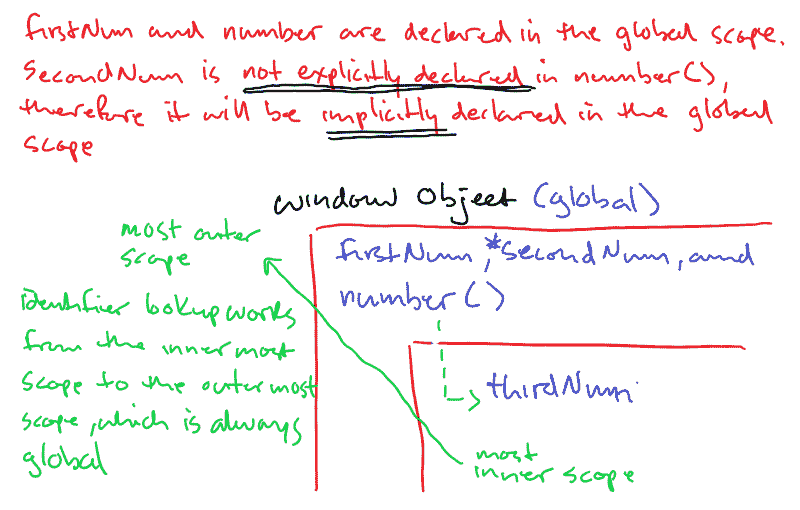 firstNum and number are declared in the global scope.
SecondNum is not explicitly declared in number(),
therefore it will be implicitly declared in the global
scope
window Object (global)
most outer
scope
firstNum, *secondNum, and
number()
identifier lookup works
from the inner most
scope to the outermost
scope, which is always
global
thirdNum
most
inner scope